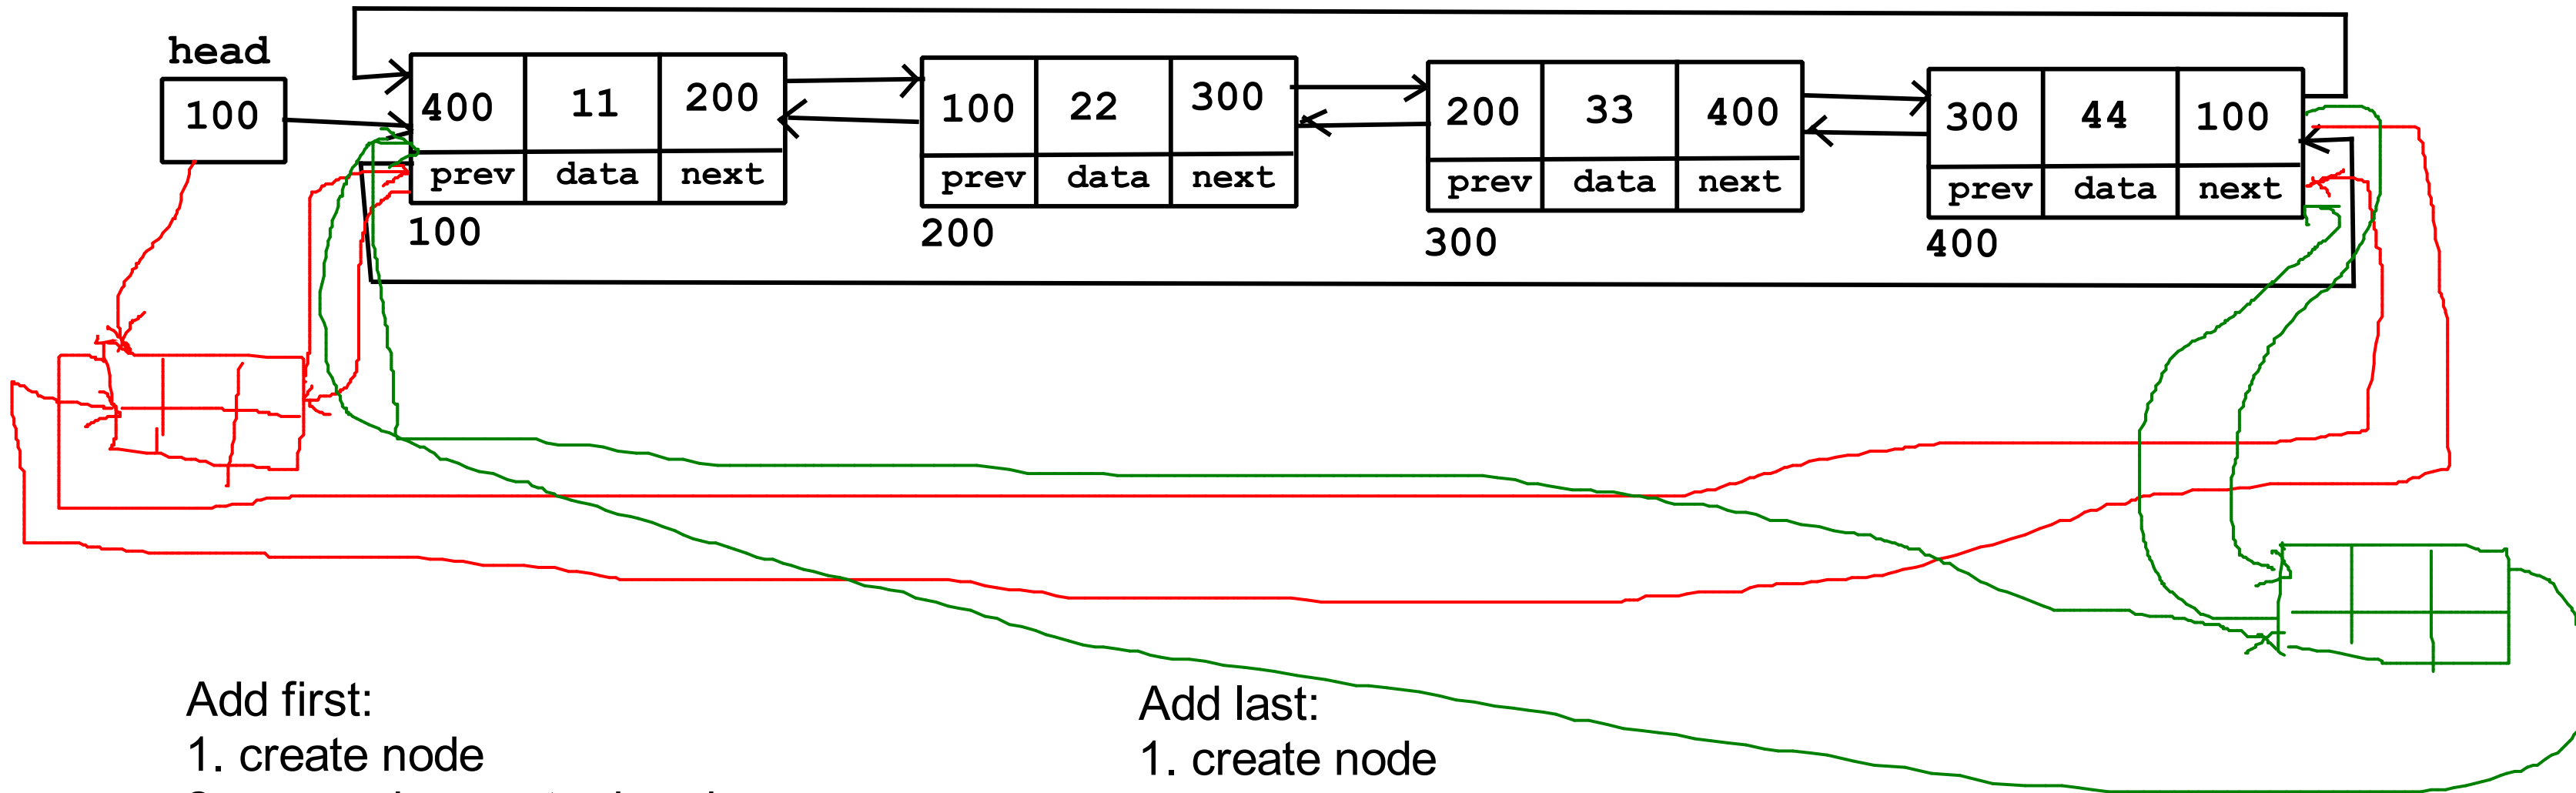 head
100
400 11 200
prev data next
100
100 22 300
prev data next
200
200 33 400
prev data next
300
300 44 100
prev data next
400
Add first:
1. create node
Add last:
1. create node